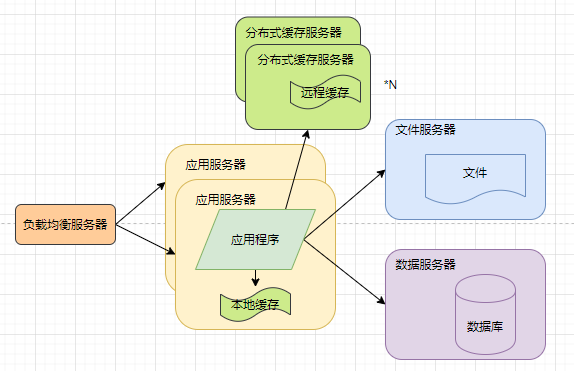 分布式缓存服务器
分布式缓存服务器
远程缓存
*N
文件服务器
文件
应用服务器
应用服务器
负载均衡服务器
应用程序
本地缓存
数据服务器
数据库